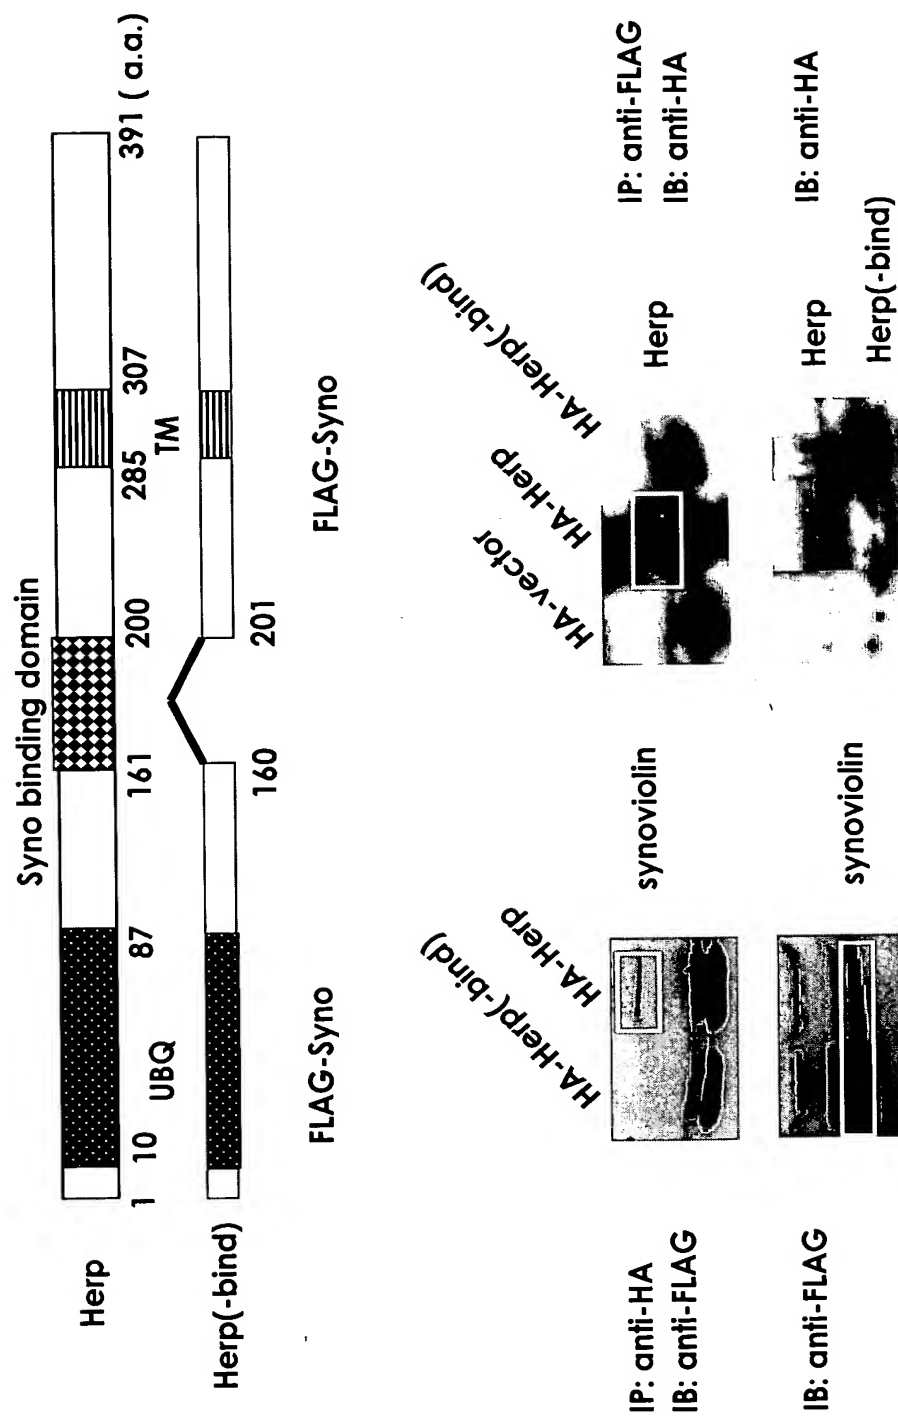 Syno binding domain
Herp
1 10 87 161 200 285 307 391 ( a.a.)
UBQ TM
Herp(-bind)
160 201
FLAG-Syno
FLAG-Syno
HA-Herp(-bind)
HA-Herp
HA-vector
HA-Herp
HA-Herp(-bind)
IP: anti-HA
IB: anti-FLAG
synoviolin
Herp
IP: anti-FLAG
IB: anti-HA
IB: anti-FLAG
synoviolin
Herp
Herp(-bind)
IB: anti-HA